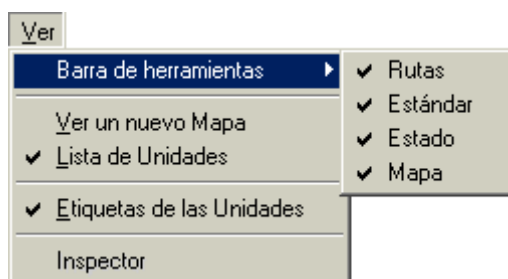 Ver
Barra de herramientas
Ver un nuevo Mapa
Lista de Unidades
Etiquetas de las Unidades
Inspector
Rutas
Estándar
Estado
Mapa